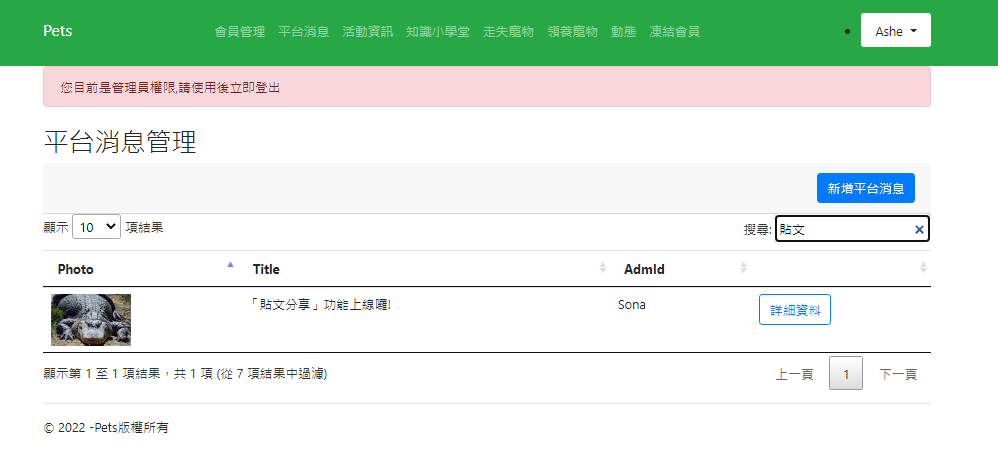 Pets 會員管理 平台消息 活動資訊 知識小學堂 走失寵物 領養寵物 動態 凍結會員 Ashe
您目前是管理員權限,請使用後立即登出
平台消息管理
新增平台消息
顯示 10 項結果 搜尋: 貼文
Photo Title AdmId
「貼文分享」功能上線囉! Sona 詳細資料
顯示第 1 至 1 項結果，共 1 項 (從 7 項結果中過濾) 上一頁 1 下一頁
© 2022 -Pets版權所有